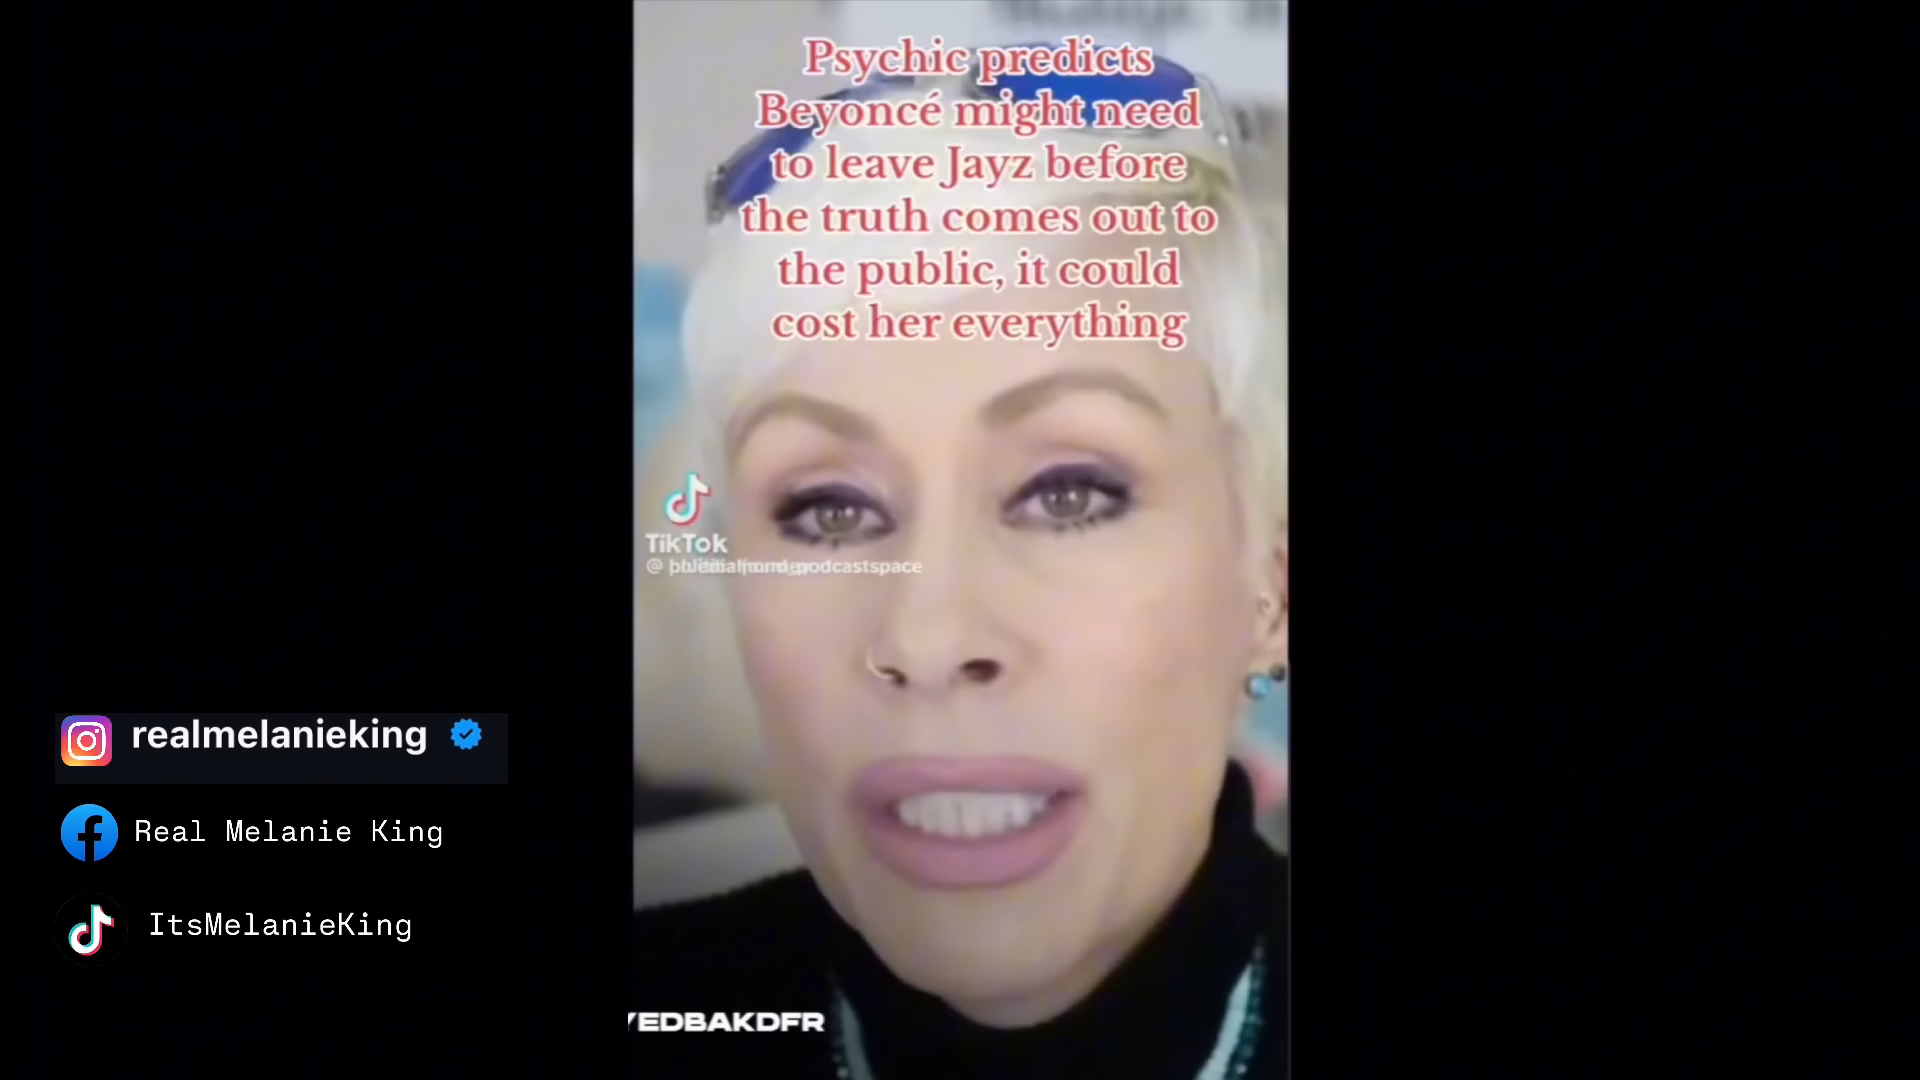 Psychic predicts
Beyoncé might need
to leave Jayz before
the truth comes out to
the public, it could
cost her everything
TikTok
realmelanieking
Real Melanie King
ItsMelanieKing
YEDBAKDFR